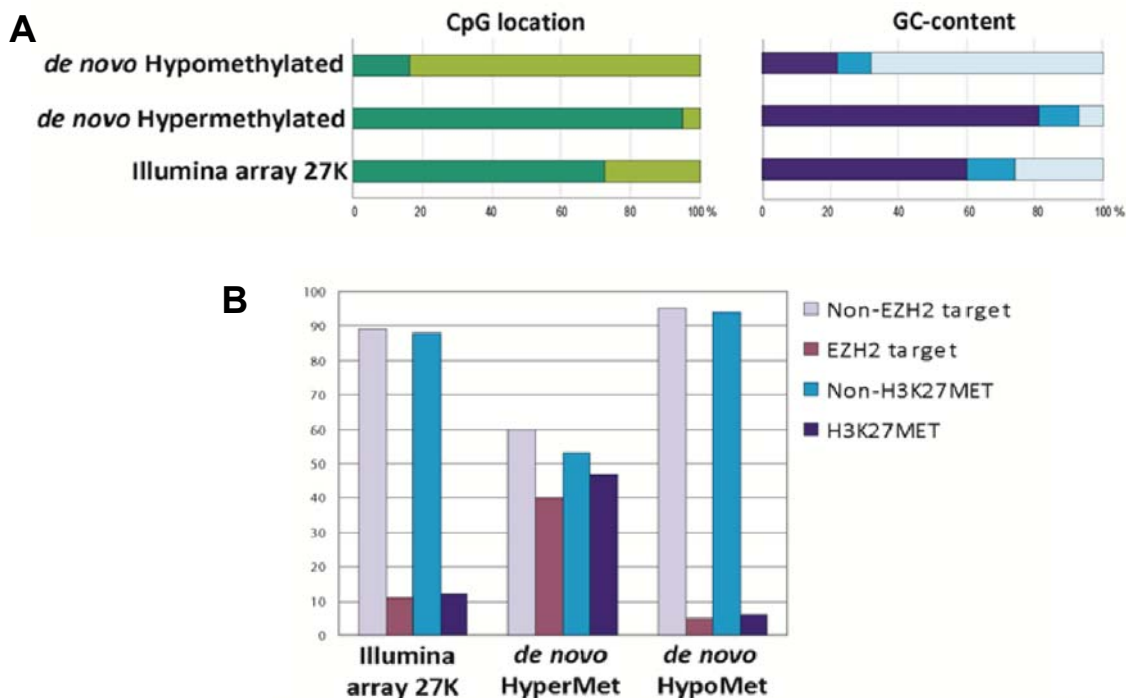 A
CpG location
GC-content
de novo Hypomethylated
de novo Hypermethylated
Illumina array 27K
0 20 40 60 80 100 %
0 20 40 60 80 100 %
B
100
90
80
70
60
50
40
30
20
10
0
Non-EZH2 target
EZH2 target
Non-H3K27MET
H3K27MET
Illumina array 27K
de novo HyperMet
de novo HypoMet